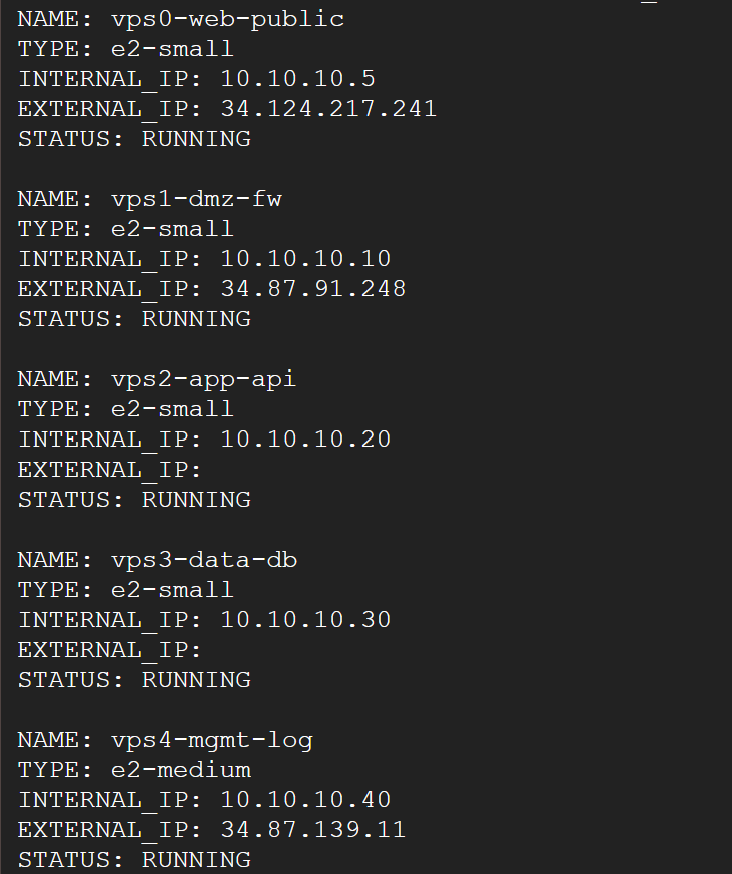 NAME: vps0-web-public
TYPE: e2-small
INTERNAL_IP: 10.10.10.5
EXTERNAL_IP: 34.124.217.241
STATUS: RUNNING
NAME: vps1-dmz-fw
TYPE: e2-small
INTERNAL_IP: 10.10.10.10
EXTERNAL_IP: 34.87.91.248
STATUS: RUNNING
NAME: vps2-app-api
TYPE: e2-small
INTERNAL_IP: 10.10.10.20
EXTERNAL_IP:
STATUS: RUNNING
NAME: vps3-data-db
TYPE: e2-small
INTERNAL_IP: 10.10.10.30
EXTERNAL_IP:
STATUS: RUNNING
NAME: vps4-mgmt-log
TYPE: e2-medium
INTERNAL_IP: 10.10.10.40
EXTERNAL_IP: 34.87.139.11
STATUS: RUNNING